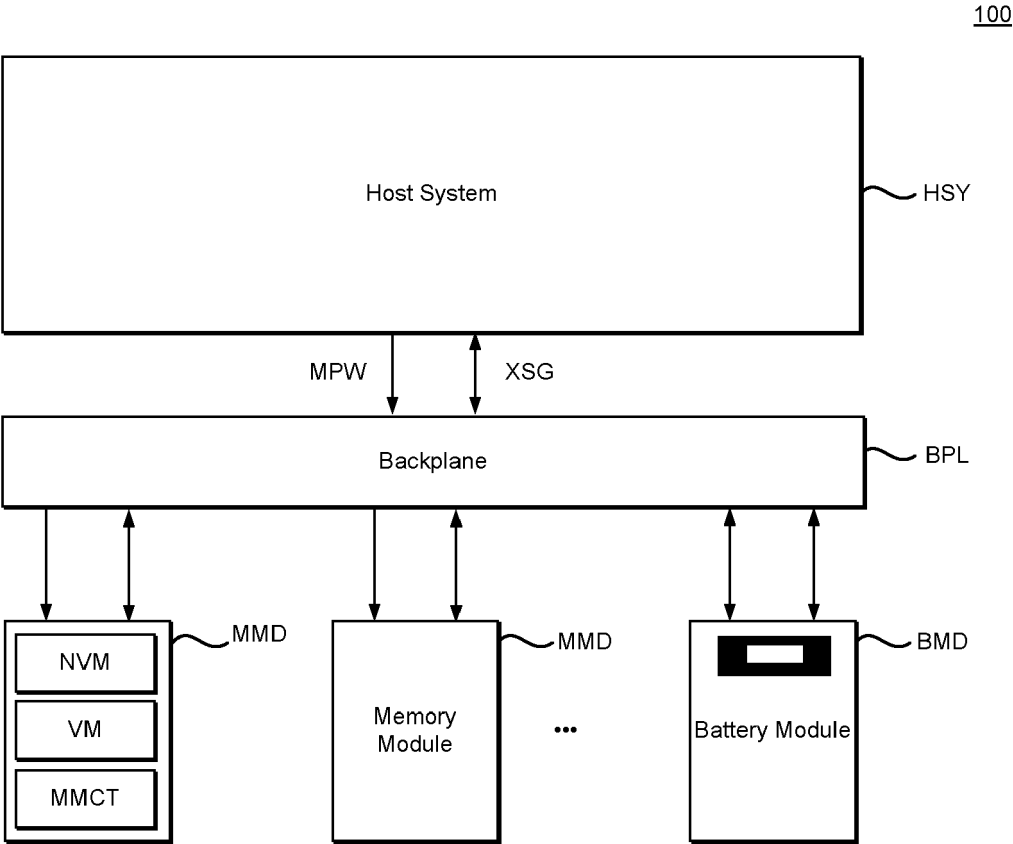 100
Host System
HSY
MPW
XSG
Backplane
BPL
NVM
VM
MMCT
MMD
Memory
Module
MMD
...
Battery Module
BMD